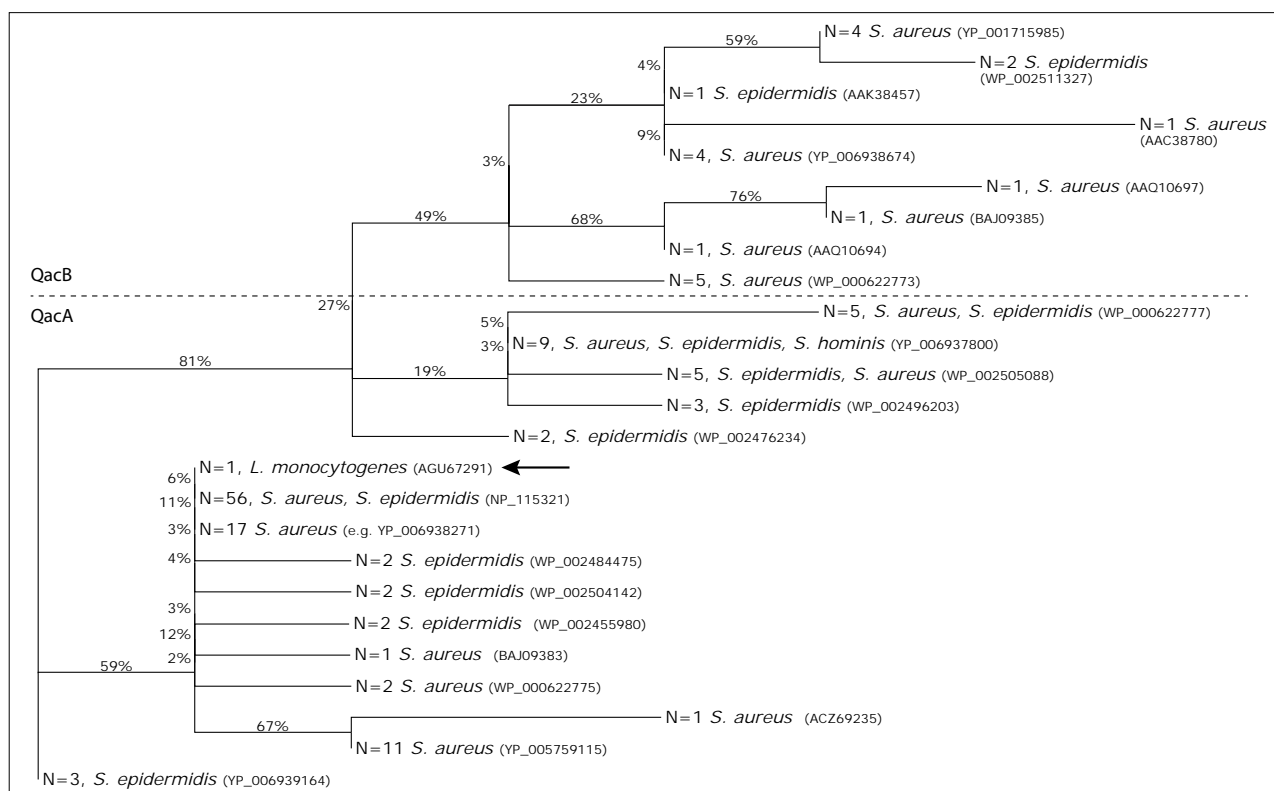 N=4 S. aureus (YP_001715985)
59%
N=2 S. epidermidis
(WP_002511327)
4%
N=1 S. epidermidis (AAK38457)
23%
N=1 S. aureus
(AAC38780)
9%
N=4, S. aureus (YP_006938674)
3%
N=1, S. aureus (AAQ10697)
76%
N=1, S. aureus (BAJ09385)
49%
68%
N=1, S. aureus (AAQ10694)
QacB
N=5, S. aureus (WP_000622773)
27%
QacA
N=5, S. aureus, S. epidermidis (WP_000622777)
5%
N=9, S. aureus, S. epidermidis, S. hominis (YP_006937800)
3%
81%
19%
N=5, S. epidermidis, S. aureus (WP_002505088)
N=3, S. epidermidis (WP_002496203)
N=2, S. epidermidis (WP_002476234)
N=1, L. monocytogenes (AGU67291)
6%
N=56, S. aureus, S. epidermidis (NP_115321)
11%
N=17 S. aureus (e.g. YP_006938271)
3%
4%
N=2 S. epidermidis (WP_002484475)
N=2 S. epidermidis (WP_002504142)
3%
N=2 S. epidermidis (WP_002455980)
12%
N=1 S. aureus (BAJ09383)
2%
59%
N=2 S. aureus (WP_000622775)
N=1 S. aureus (ACZ69235)
67%
N=11 S. aureus (YP_005759115)
N=3, S. epidermidis (YP_006939164)